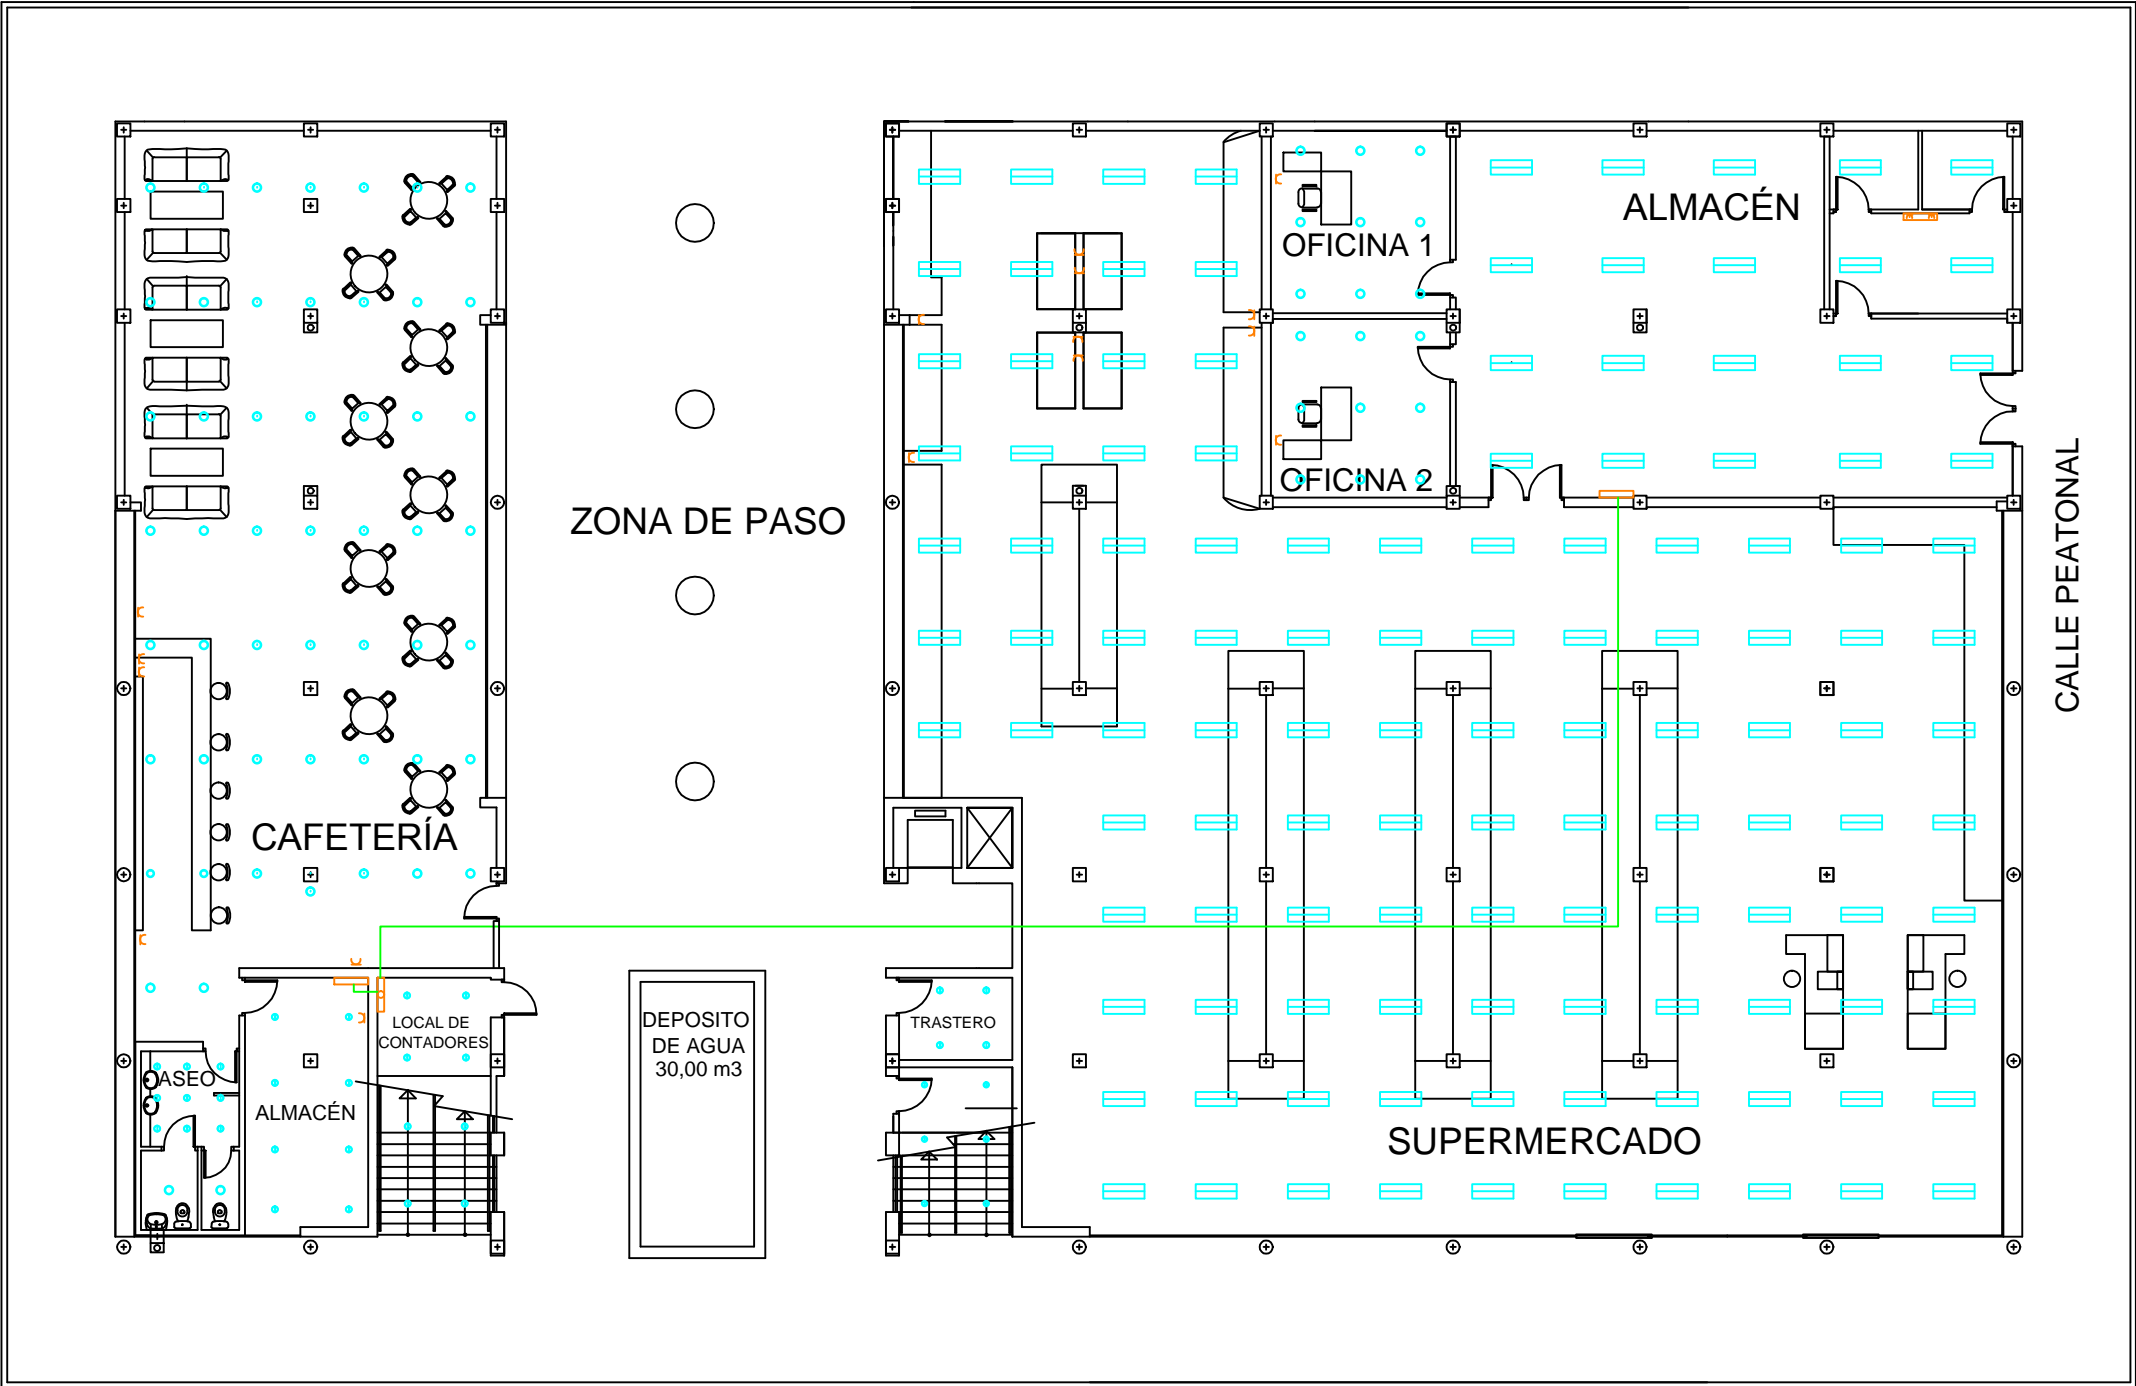 ALMACÉN
OFICINA 1
OFICINA 2
ZONA DE PASO
CALLE PEATONAL
CAFETERÍA
LOCAL DE
CONTADORES
DEPOSITO
DE AGUA
30,00 m3
TRASTERO
ASEO
ALMACÉN
SUPERMERCADO